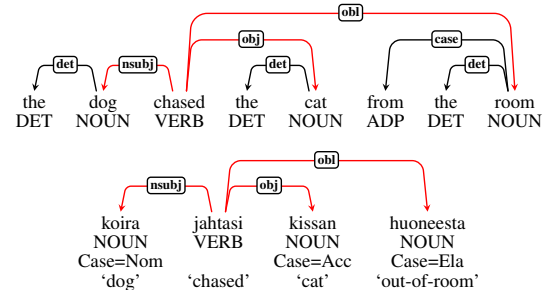 obl
obj
case
det
nsubj
det
det
the dog chased the cat from the room
DET NOUN VERB DET NOUN ADP DET NOUN
obl
nsubj
obj
koira jahtasi kissan huoneesta
NOUN VERB NOUN NOUN
Case=Nom Case=Acc Case=Ela
‘dog’ ‘chased’ ‘cat’ ‘out-of-room’